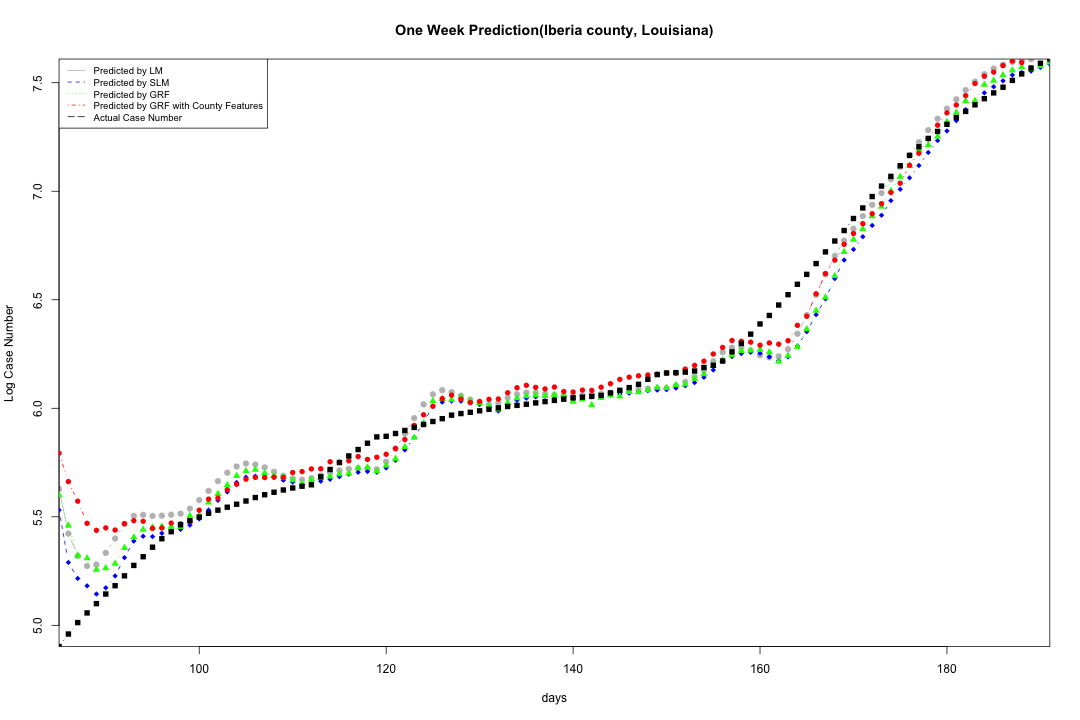 One Week Prediction(Iberia county, Louisiana)
Predicted by LM
Predicted by SLM
Predicted by GRF
Predicted by GRF with County Features
Actual Case Number
7.5
7.0
6.5
6.0
5.5
5.0
Log Case Number
100 120 140 160 180
days